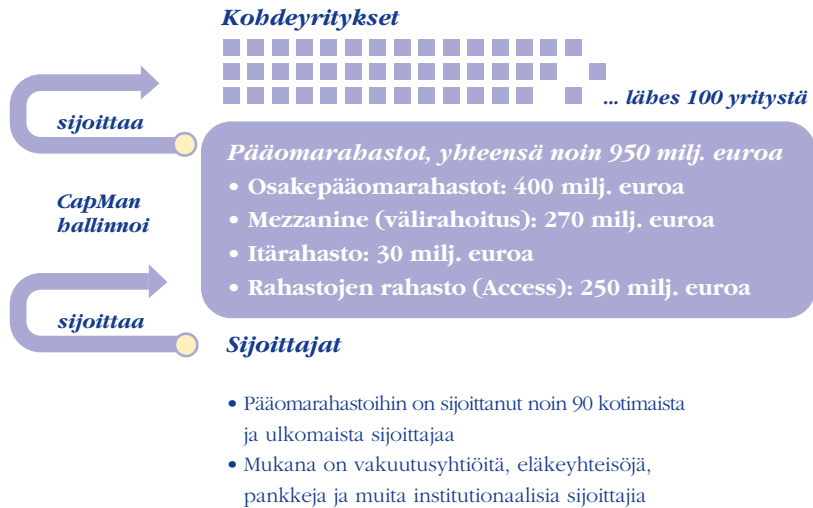 Kohdeyritykset
... lähes 100 yritystä
sijoittaa
Pääomarahastot, yhteensä noin 950 milj. euroa
• Osakepääomarahastot: 400 milj. euroa
• Mezzanine (välirahoitus): 270 milj. euroa
• Itärahasto: 30 milj. euroa
• Rahastojen rahasto (Access): 250 milj. euroa
CapMan
hallinnoi
sijoittaa
Sijoittajat
• Pääomarahastoihin on sijoittanut noin 90 kotimaista
ja ulkomaista sijoittajaa
• Mukana on vakuutusyhtiöitä, eläkeyhteisöjä,
pankkeja ja muita institutionaalisia sijoittajia